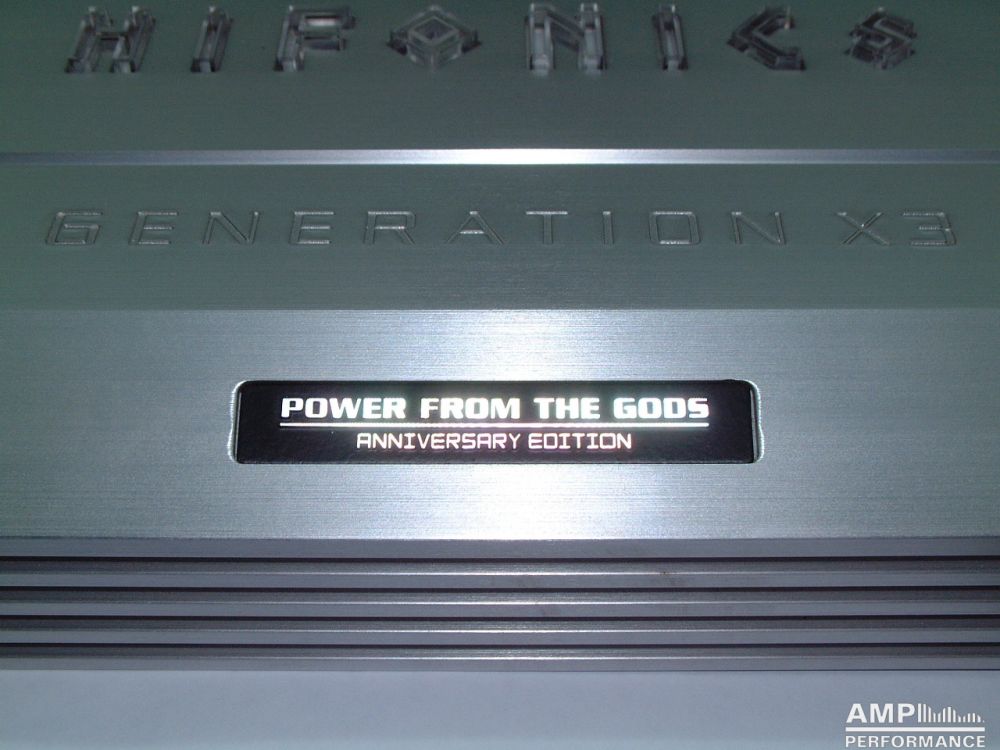 HIFONICS
GENERATION X3
POWER FROM THE GODS
ANNIVERSARY EDITION
AMP
PERFORMANCE